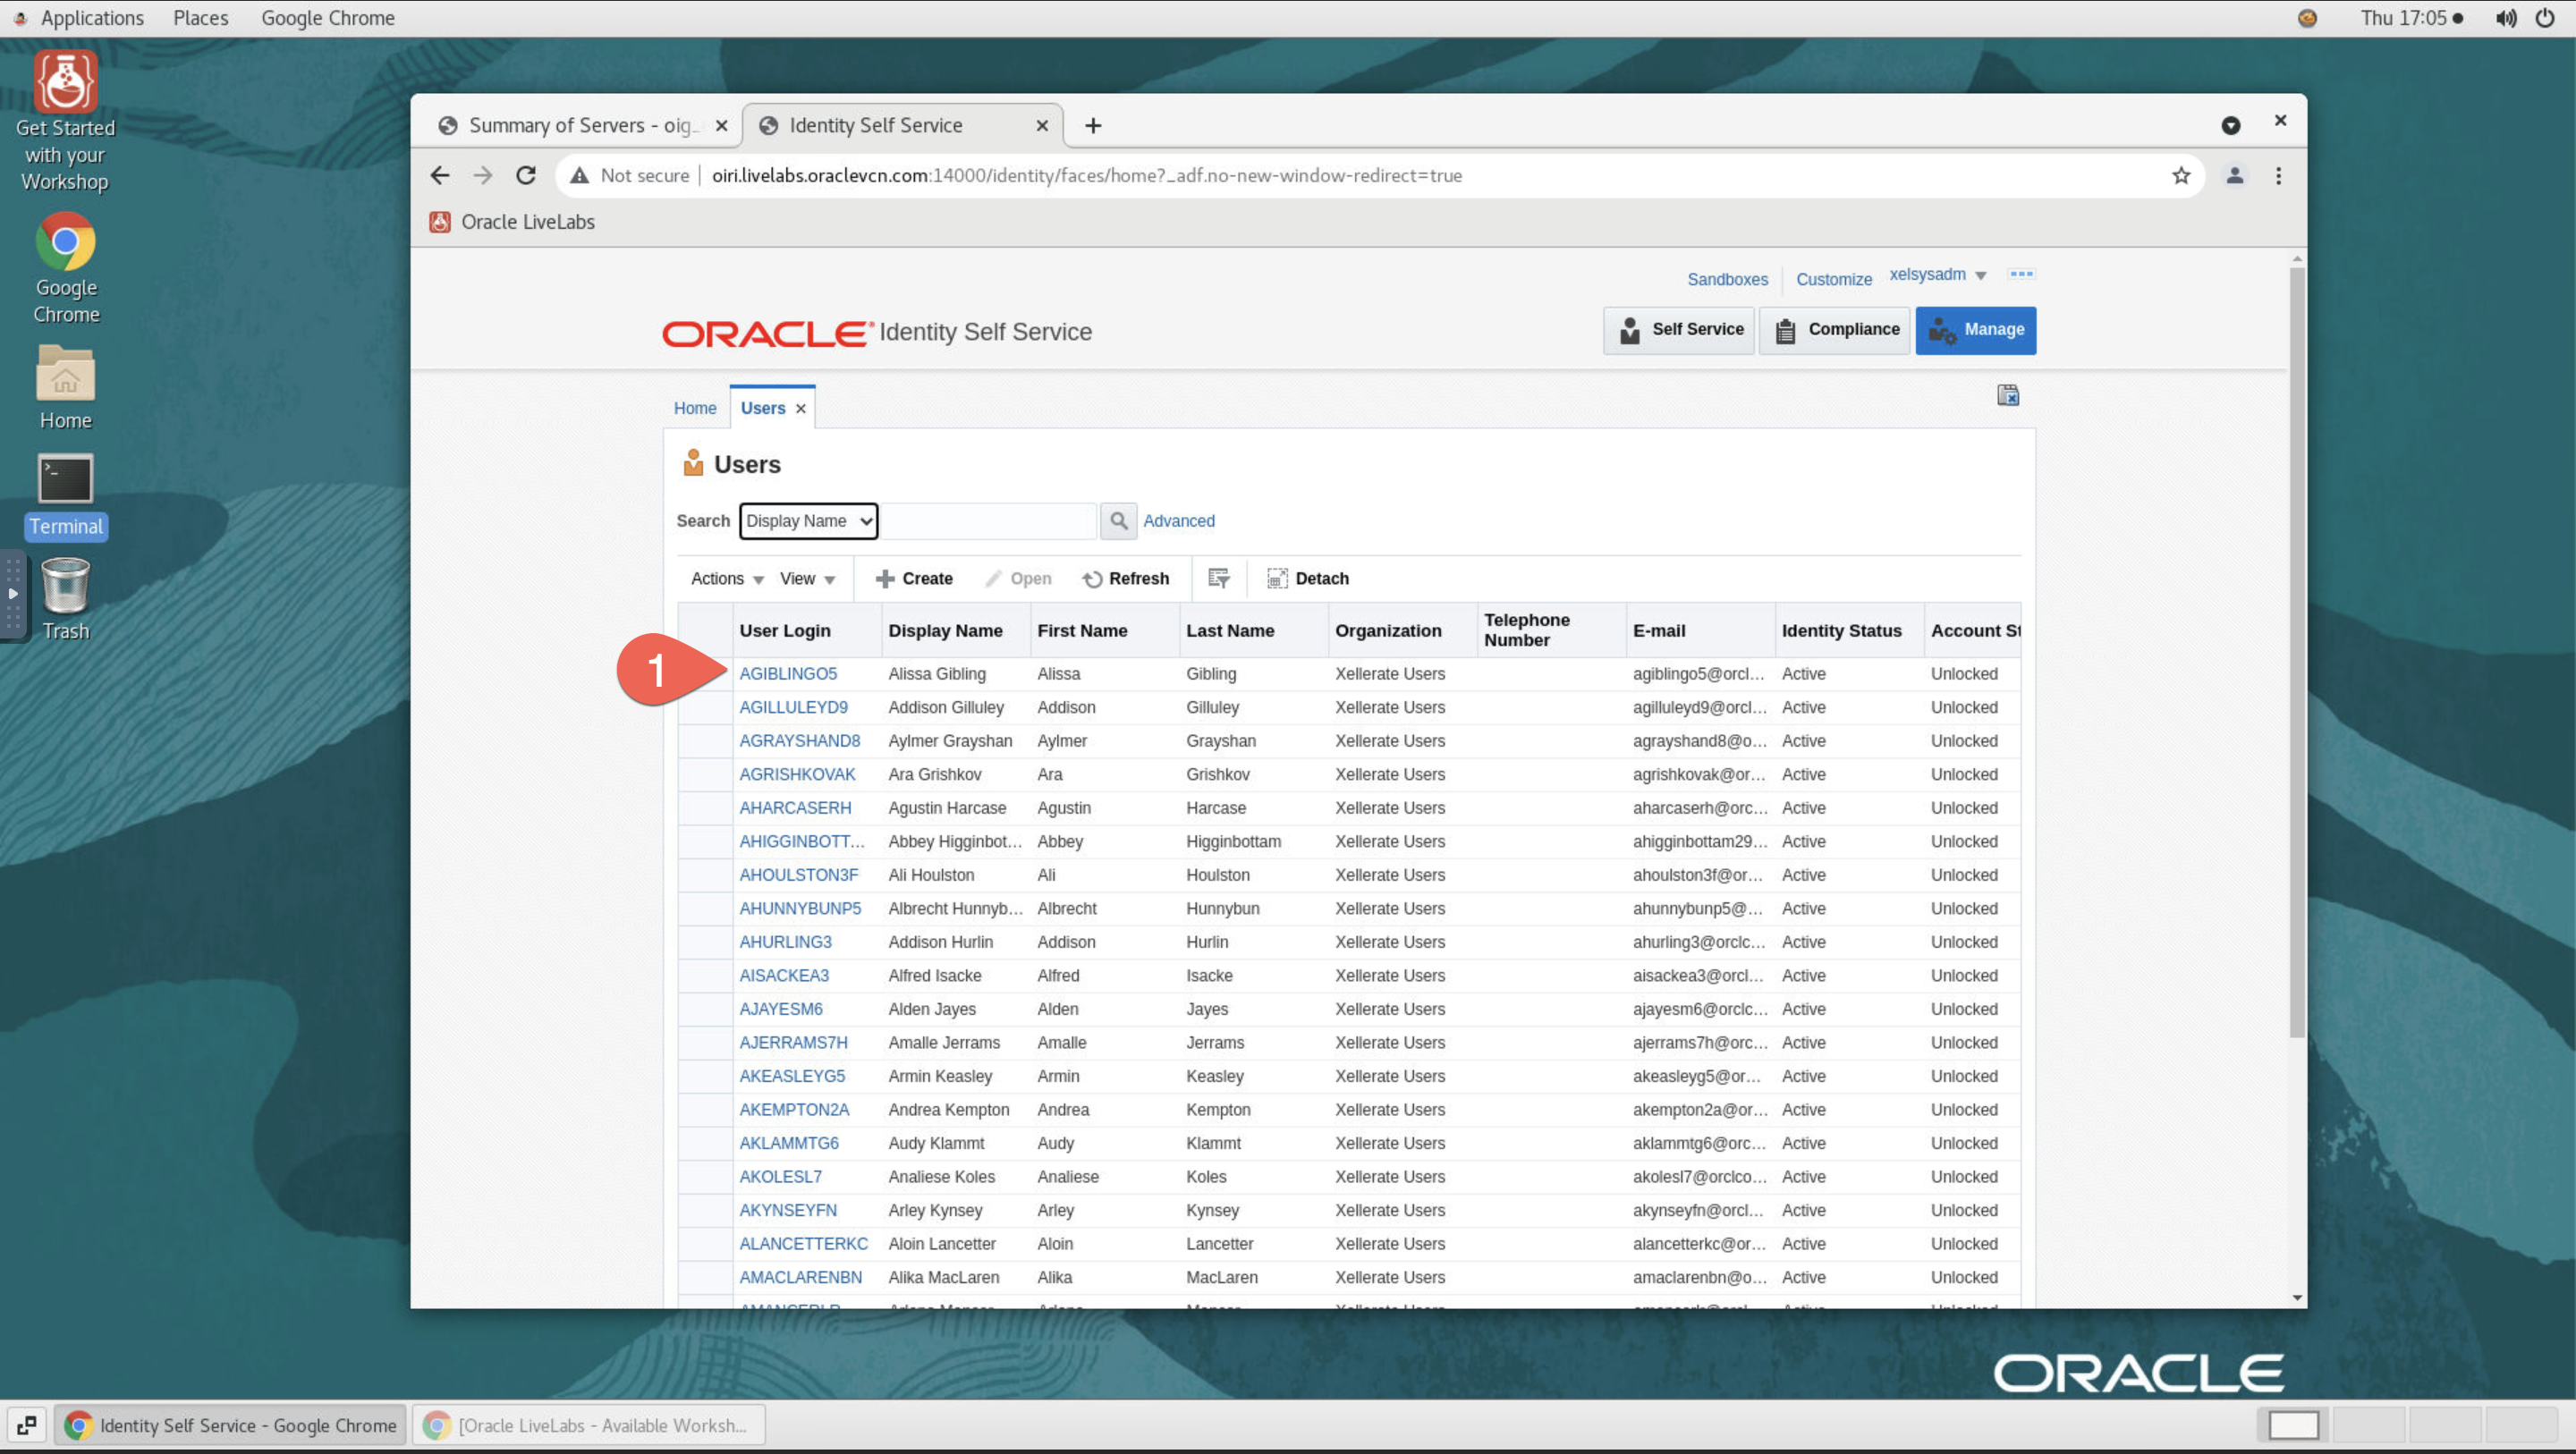 Applications Places Google Chrome Thu 17:05
Get Started
with your
Workshop
Google
Chrome
Home
Terminal
Trash
Summary of Servers - oig_
Identity Self Service
Not secure oiri.livelabs.oraclevcn.com:14000/identity/faces/home?_adf.no-new-window-redirect=true
Oracle LiveLabs
Sandboxes Customize xelsysadm
ORACLE Identity Self Service
Self Service Compliance Manage
Home Users
Users
Search Display Name Advanced
Actions View Create Open Refresh Detach
User Login Display Name First Name Last Name Organization Telephone Number E-mail Identity Status Account St
1
AGIBLINGO5 Alissa Gibling Alissa Gibling Xellerate Users agiblingo5@orcl... Active Unlocked
AGILLULEYD9 Addison Gilluley Addison Gilluley Xellerate Users agilluleyd9@orcl... Active Unlocked
AGRAYSHAND8 Aylmer Grayshan Aylmer Grayshan Xellerate Users agrayshand8@o... Active Unlocked
AGRISHKOVAK Ara Grishkov Ara Grishkov Xellerate Users agrishkovak@or... Active Unlocked
AHARCASERH Agustin Harcase Agustin Harcase Xellerate Users aharcaserh@orc... Active Unlocked
AHIGGINBOTT... Abbey Higginbot... Abbey Higginbottam Xellerate Users ahigginbottam29... Active Unlocked
AHOULSTON3F Ali Houlston Ali Houlston Xellerate Users ahoulston3f@or... Active Unlocked
AHUNNYBUNP5 Albrecht Hunnyb... Albrecht Hunnybun Xellerate Users ahunnybunp5@... Active Unlocked
AHURLING3 Addison Hurlin Addison Hurlin Xellerate Users ahurling3@orclc... Active Unlocked
AISACKEA3 Alfred Isacke Alfred Isacke Xellerate Users aisackea3@orcl... Active Unlocked
AJAYESM6 Alden Jayes Alden Jayes Xellerate Users ajayesm6@orclc... Active Unlocked
AJERRAMS7H Amalle Jerrams Amalle Jerrams Xellerate Users ajerrams7h@orc... Active Unlocked
AKEASLEYG5 Armin Keasley Armin Keasley Xellerate Users akeasleyg5@or... Active Unlocked
AKEMPTON2A Andrea Kempton Andrea Kempton Xellerate Users akempton2a@or... Active Unlocked
AKLAMMTG6 Audy Klammt Audy Klammt Xellerate Users aklammtg6@orc... Active Unlocked
AKOLESL7 Analiese Koles Analiese Koles Xellerate Users akolesl7@orclco... Active Unlocked
AKYNSEYFN Arley Kynsey Arley Kynsey Xellerate Users akynseyfn@orcl... Active Unlocked
ALANCETTERKC Aloin Lancetter Aloin Lancetter Xellerate Users alancetterkc@or... Active Unlocked
AMACLARENBN Alika MacLaren Alika MacLaren Xellerate Users amaclarenbn@o... Active Unlocked
ORACLE
Identity Self Service - Google Chrome
[Oracle LiveLabs - Available Worksh...